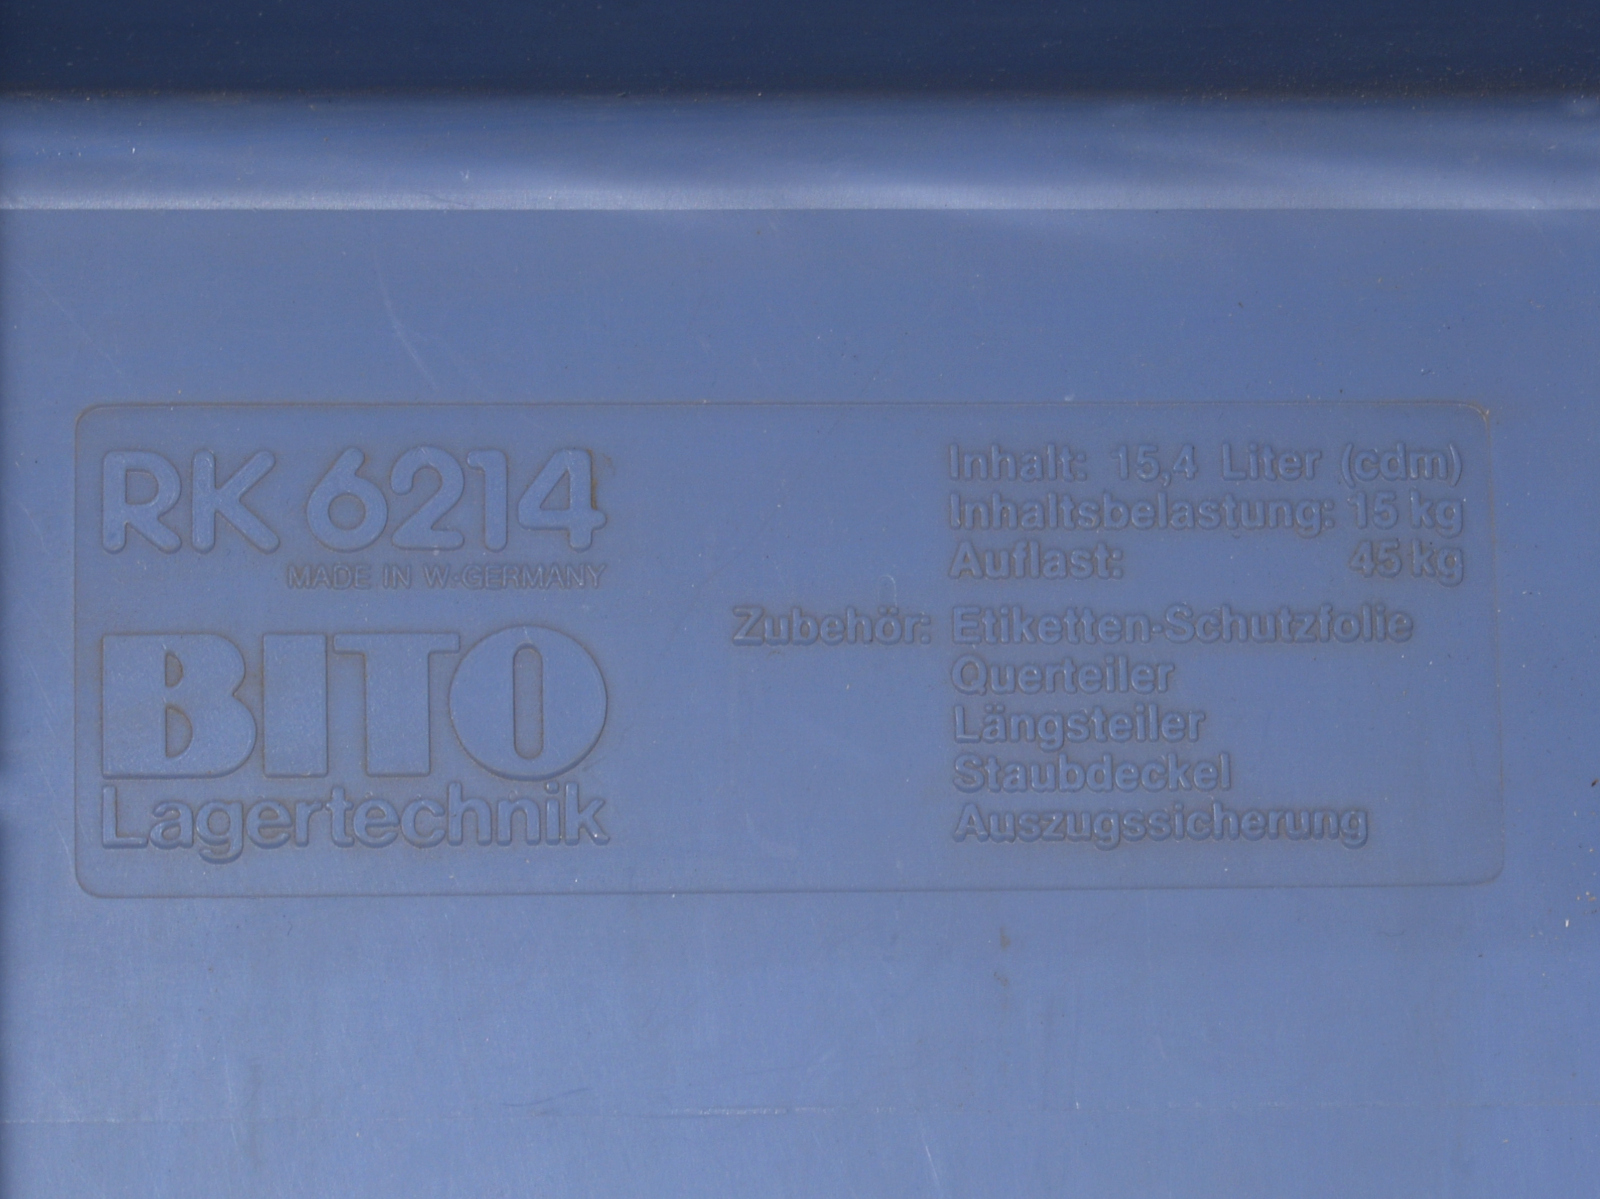 RK 6214
MADE IN W-GERMANY
BITO
Lagertechnik
Inhalt: 15,4 Liter (cdm)
Inhaltsbelastung: 15 kg
Auflast: 45 kg
Zubehör: Etiketten-Schutzfolie
Querteiler
Längsteiler
Staubdeckel
Auszugssicherung